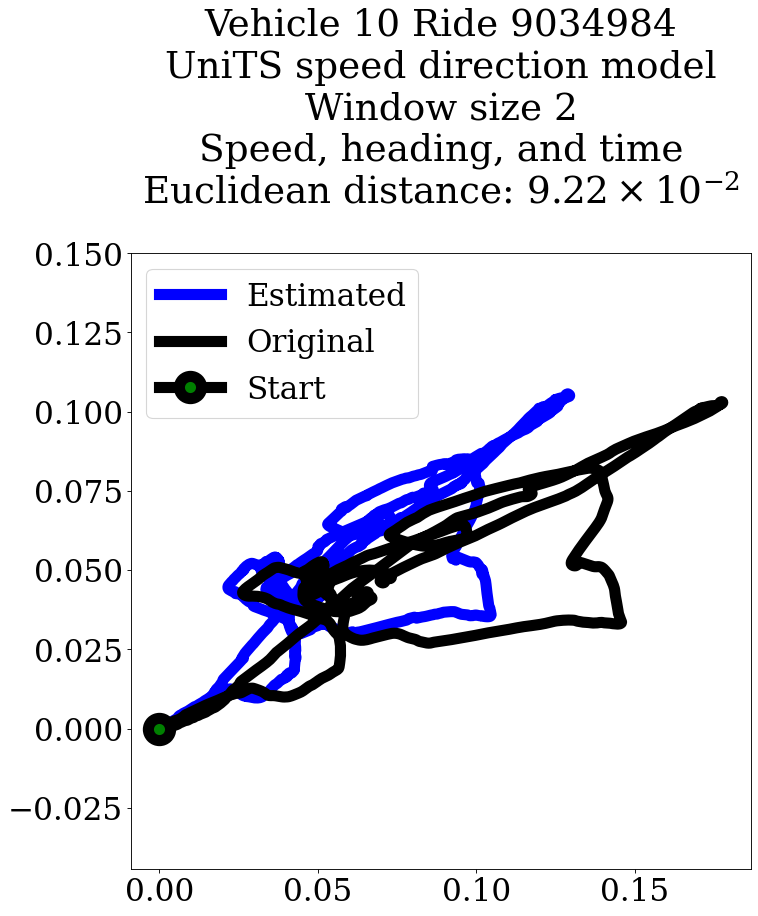 Vehicle 10 Ride 9034984
UniTS speed direction model
Window size 2
Speed, heading, and time
Euclidean distance: $9.22 \times 10^{-2}$
0.150
0.125
0.100
0.075
0.050
0.025
0.000
−0.025
Estimated
Original
Start
0.00 0.05 0.10 0.15